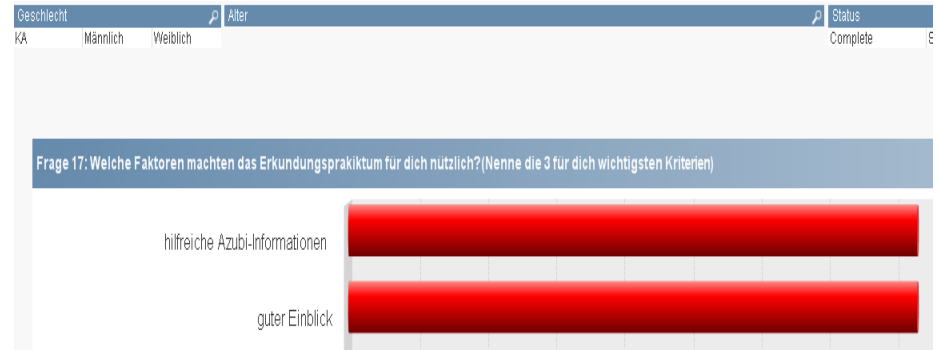 Geschlecht Alter Status
KA Männlich Weiblich Complete S
Frage 17: Welche Faktoren machten das Erkundungsprakiktum für dich nützlich?(Nenne die 3 für dich wichtigsten Kriterien)
hilfreiche Azubi-Informationen
guter Einblick